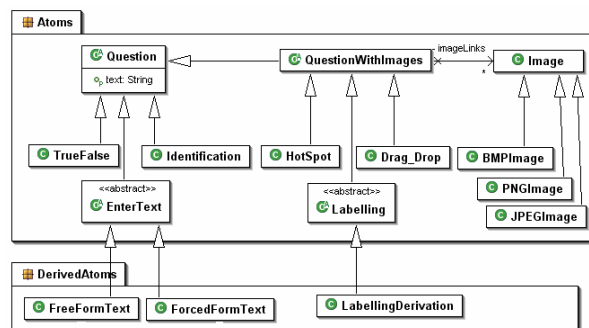 Atoms
Question
text: String
QuestionWithImages
- imageLinks
*
Image
TrueFalse
Identification
HotSpot
Drag_Drop
BMPImage
PNGImage
JPEGImage
<<abstract>>
EnterText
<<abstract>>
Labelling
DerivedAtoms
FreeFormText
ForcedFormText
LabellingDerivation